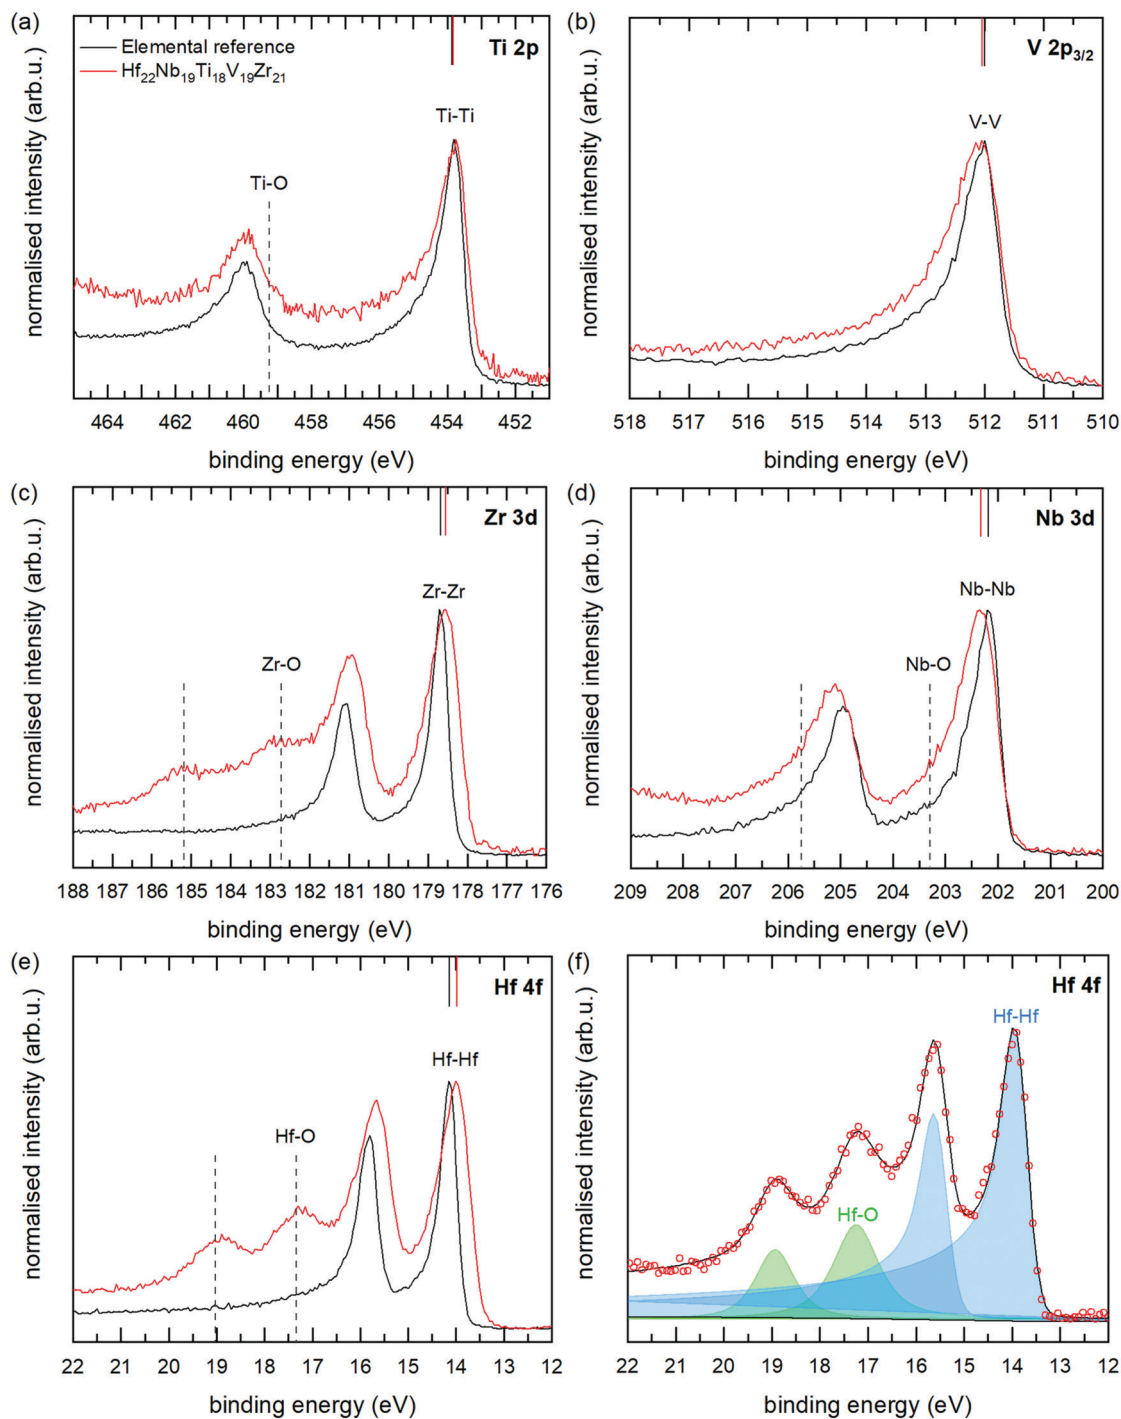 (a)
Ti 2p
Elemental reference
Hf₂₂Nb₁₉Ti₁₈V₁₉Zr₂₁
Ti-Ti
Ti-O
normalised intensity (arb.u.)
464 462 460 458 456 454 452
binding energy (eV)
(b)
V 2p₃/₂
V-V
normalised intensity (arb.u.)
518 517 516 515 514 513 512 511 510
binding energy (eV)
(c)
Zr 3d
Zr-Zr
Zr-O
normalised intensity (arb.u.)
188 187 186 185 184 183 182 181 180 179 178 177 176
binding energy (eV)
(d)
Nb 3d
Nb-Nb
Nb-O
normalised intensity (arb.u.)
209 208 207 206 205 204 203 202 201 200
binding energy (eV)
(e)
Hf 4f
Hf-Hf
Hf-O
normalised intensity (arb.u.)
22 21 20 19 18 17 16 15 14 13 12
binding energy (eV)
(f)
Hf 4f
Hf-Hf
Hf-O
normalised intensity (arb.u.)
22 21 20 19 18 17 16 15 14 13 12
binding energy (eV)